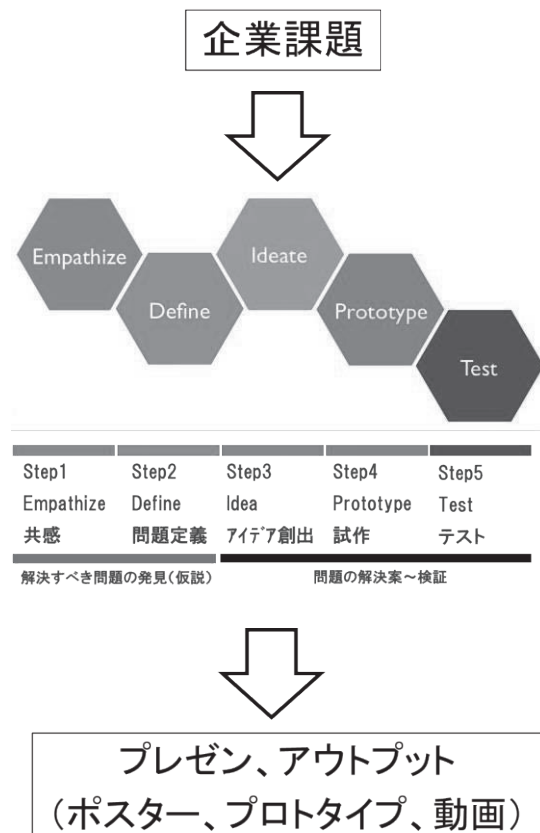 企業課題
Empathize
Define
Ideate
Prototype
Test
Step1 Step2 Step3 Step4 Step5
Empathize Define Idea Prototype Test
共感 問題定義 アイデア創出 試作 テスト
解決すべき問題の発見(仮説) 問題の解決案～検証
プレゼン、アウトプット
(ポスター、プロトタイプ、動画)